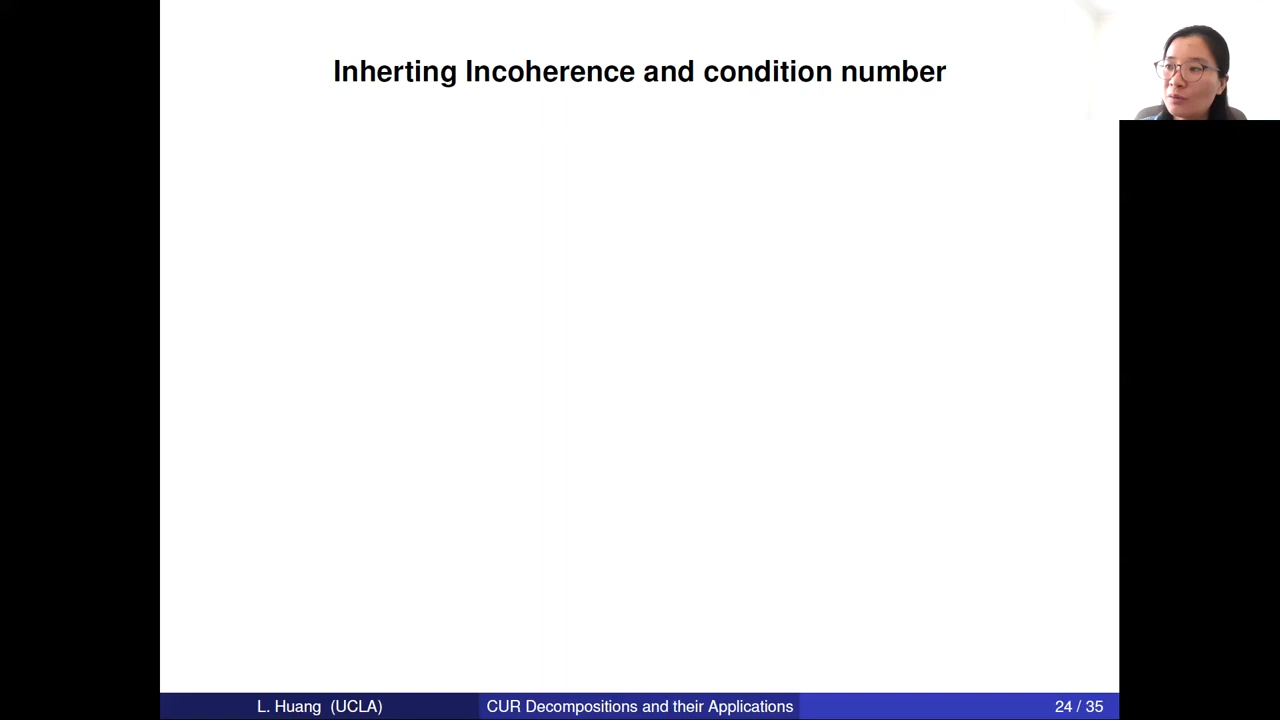 Inherting Incoherence and condition number
L. Huang (UCLA)
CUR Decompositions and their Applications
24 / 35